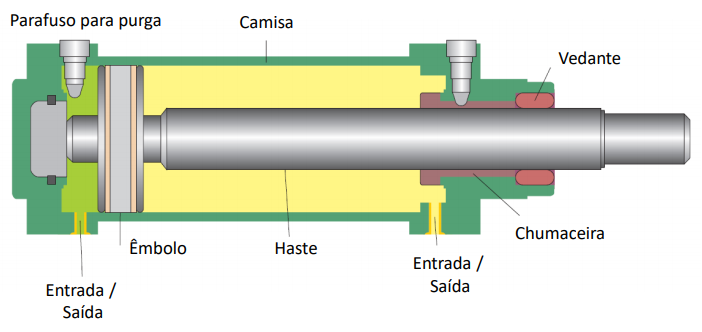 Parafuso para purga
Camisa
Vedante
Êmbolo
Haste
Chumaceira
Entrada /
Saída
Entrada /
Saída